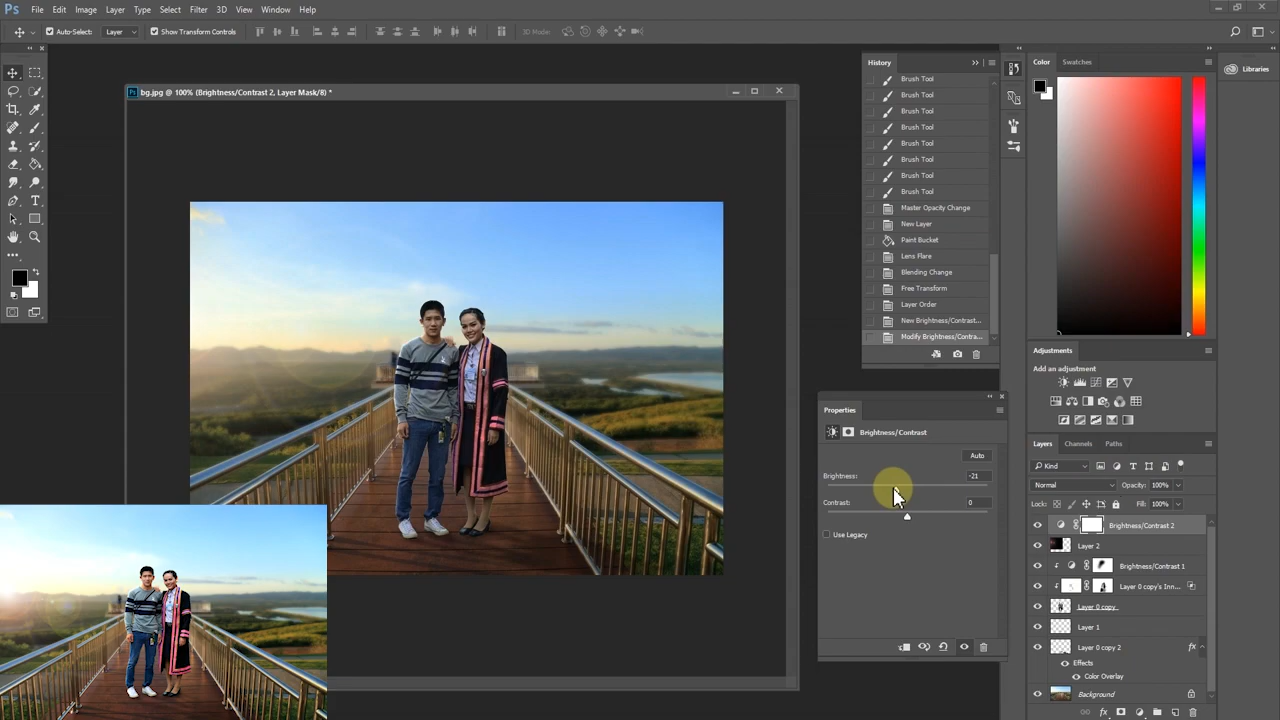 Ps File Edit Image Layer Type Select Filter 3D View Window Help
Auto-Select: Layer Show Transform Controls 3D Mode:
bg.jpg @ 100% (Brightness/Contrast 2, Layer Mask/8) *
History
Brush Tool
Brush Tool
Brush Tool
Brush Tool
Brush Tool
Brush Tool
Brush Tool
Brush Tool
Master Opacity Change
New Layer
Paint Bucket
Lens Flare
Blending Change
Free Transform
Layer Order
New Brightness/Contrast...
Modify Brightness/Contra...
Properties
Brightness/Contrast
Auto
Brightness: -21
Contrast: 0
Use Legacy
Color Swatches
Libraries
Adjustments
Add an adjustment
Layers Channels Paths
Kind
Normal Opacity: 100%
Lock: Fill: 100%
Brightness/Contrast 2
Layer 2
Brightness/Contrast 1
Layer 0 copy's Inn...
Layer 0 copy
Layer 1
Layer 0 copy 2 fx
Effects
Color Overlay
Background
fx